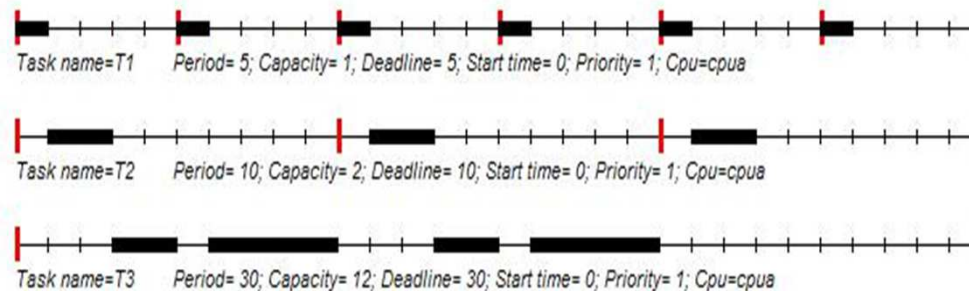 Task name=T1 Period= 5; Capacity= 1; Deadline= 5; Start time= 0; Priority= 1; Cpu=cpua
Task name=T2 Period= 10; Capacity= 2; Deadline= 10; Start time= 0; Priority= 1; Cpu=cpua
Task name=T3 Period= 30; Capacity= 12; Deadline= 30; Start time= 0; Priority= 1; Cpu=cpua